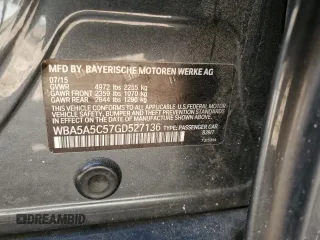 MFD BY BAYERISCHE MOTOREN WERKE AG
07/15
GVWR 4972 lbs 2255 kg
GAWR FRONT 2359 lbs 1070 kg
GAWR REAR 2844 lbs 1290 kg
THIS VEHICLE CONFORMS TO ALL APPLICABLE FEDERAL
MOTOR VEHICLE SAFETY, BUMPER, AND THEFT PREVENTION
STANDARDS IN EFFECT ON THE DATE OF
MANUFACTURE SHOWN ABOVE.
WBA5A5C57GD527136 TYPE: PASSENGER CAR
DREAMBID